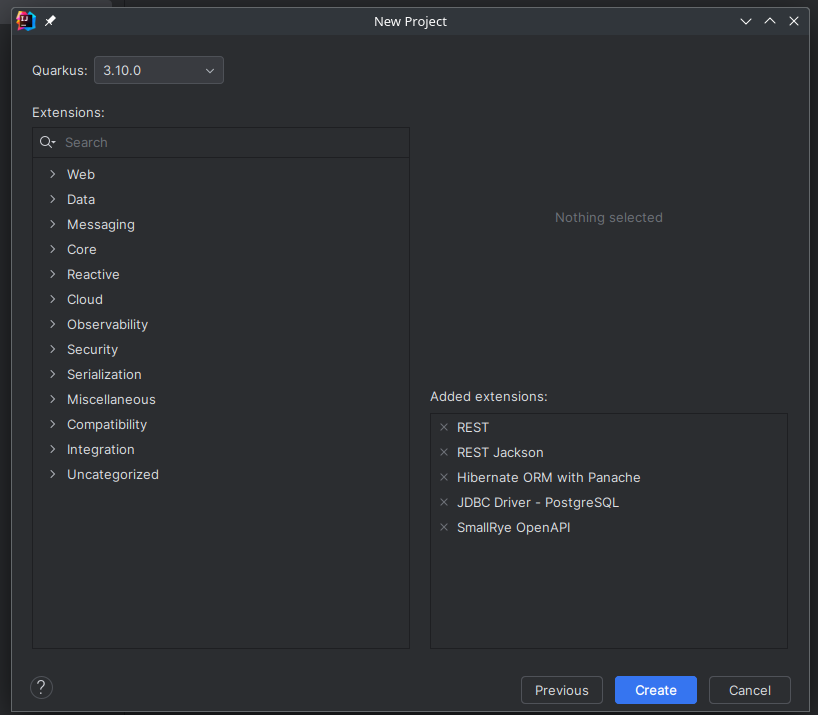 New Project
Quarkus: 3.10.0
Extensions:
Search
Web
Data
Messaging
Core
Reactive
Cloud
Observability
Security
Serialization
Miscellaneous
Compatibility
Integration
Uncategorized
Nothing selected
Added extensions:
REST
REST Jackson
Hibernate ORM with Panache
JDBC Driver - PostgreSQL
SmallRye OpenAPI
? Previous Create Cancel